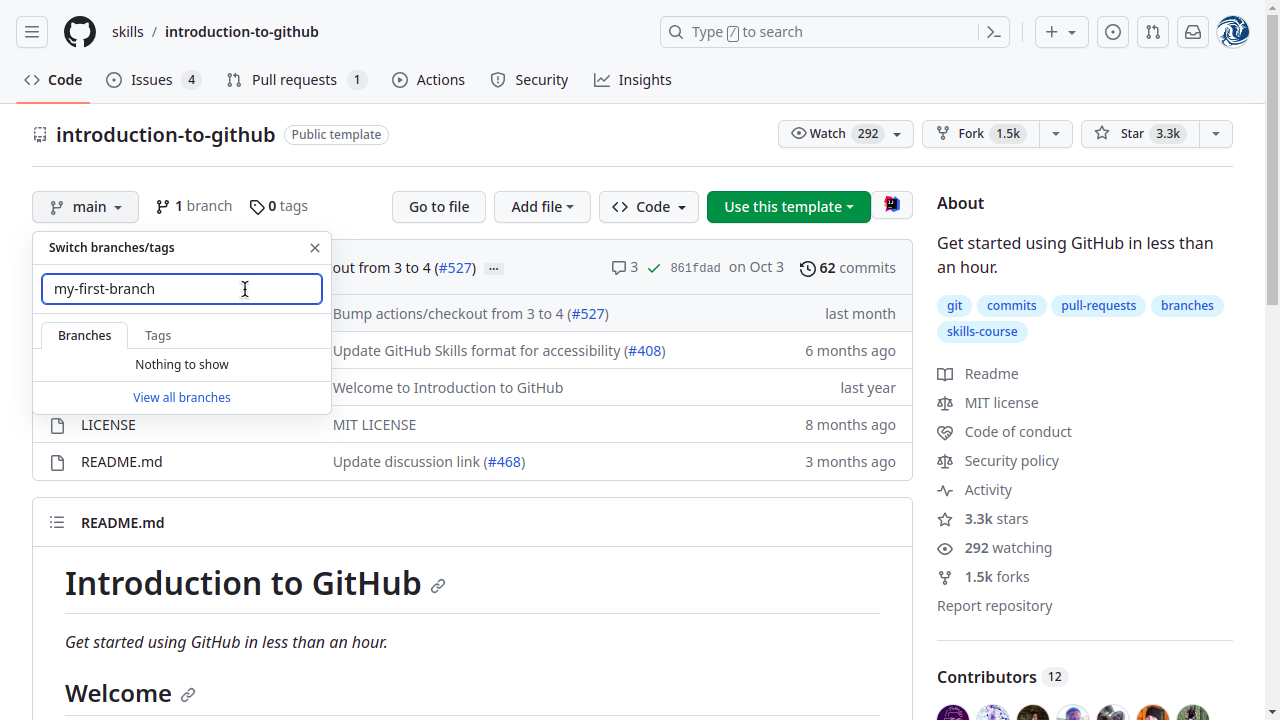 skills / introduction-to-github
Type / to search
Code
Issues 4
Pull requests 1
Actions
Security
Insights
introduction-to-github Public template
Watch 292
Fork 1.5k
Star 3.3k
main
1 branch
0 tags
Go to file
Add file
Code
Use this template
Switch branches/tags
my-first-branch
Branches
Tags
Nothing to show
View all branches
out from 3 to 4 (#527) ... 3 861fdad on Oct 3 62 commits
Bump actions/checkout from 3 to 4 (#527) last month
Update GitHub Skills format for accessibility (#408) 6 months ago
Welcome to Introduction to GitHub last year
LICENSE MIT LICENSE 8 months ago
README.md Update discussion link (#468) 3 months ago
README.md
Introduction to GitHub
Get started using GitHub in less than an hour.
Welcome
About
Get started using GitHub in less than
an hour.
git commits pull-requests branches
skills-course
Readme
MIT license
Code of conduct
Security policy
Activity
3.3k stars
292 watching
1.5k forks
Report repository
Contributors 12